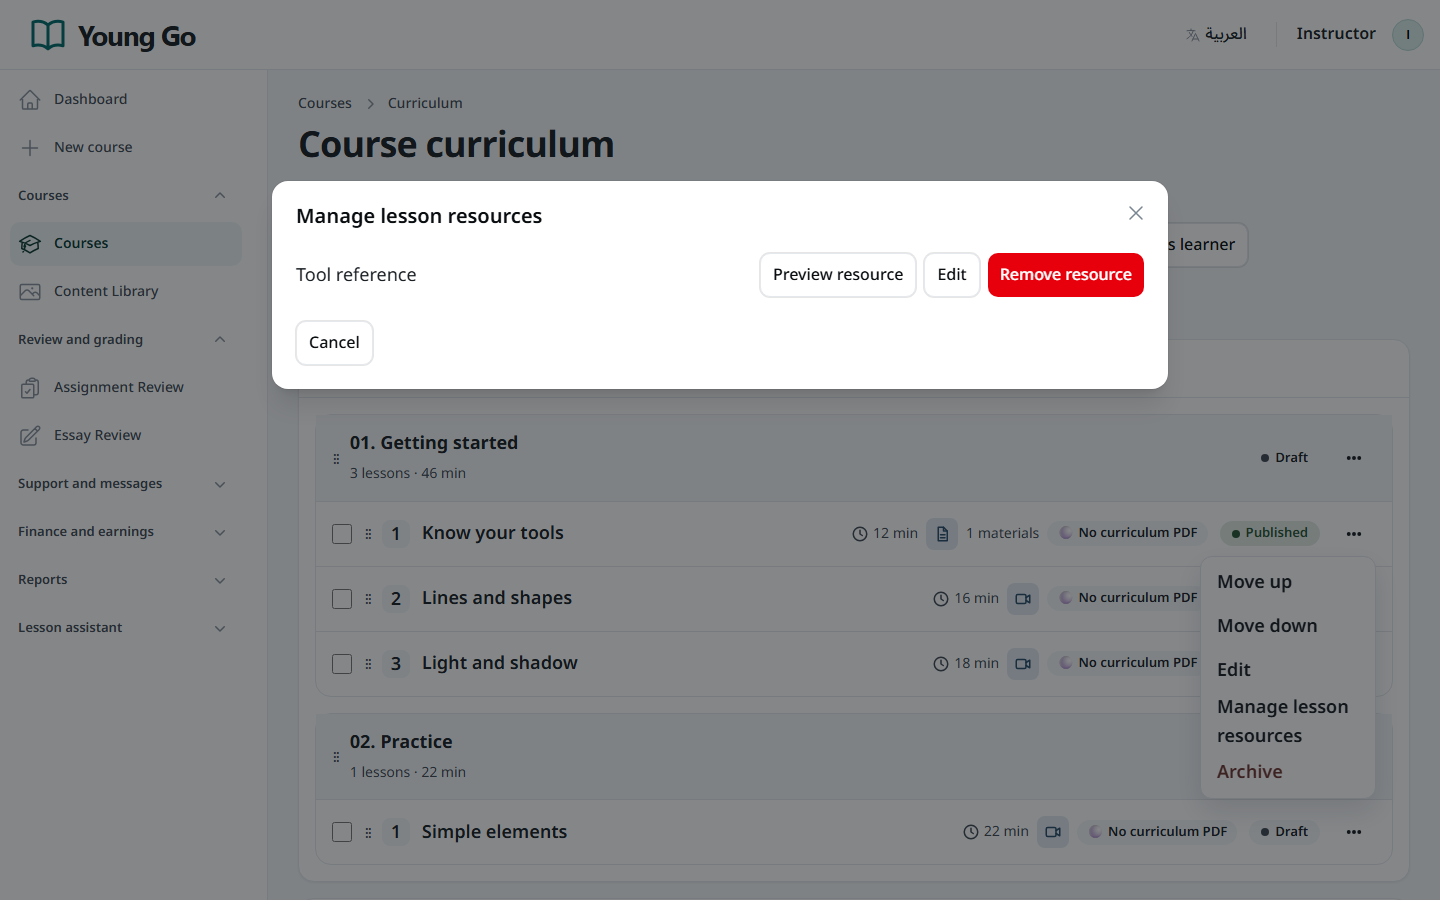 Young Go
العربية
Instructor
I
Dashboard
New course
Courses
Courses
Content Library
Review and grading
Assignment Review
Essay Review
Support and messages
Finance and earnings
Reports
Lesson assistant
Courses
Curriculum
Course curriculum
s learner
Manage lesson resources
Tool reference
Preview resource
Edit
Remove resource
Cancel
01. Getting started
3 lessons · 46 min
Draft
1
Know your tools
12 min
1 materials
No curriculum PDF
Published
2
Lines and shapes
16 min
No curriculum PDF
3
Light and shadow
18 min
No curriculum PDF
Move up
Move down
Edit
Manage lesson
resources
Archive
02. Practice
1 lessons · 22 min
1
Simple elements
22 min
No curriculum PDF
Draft